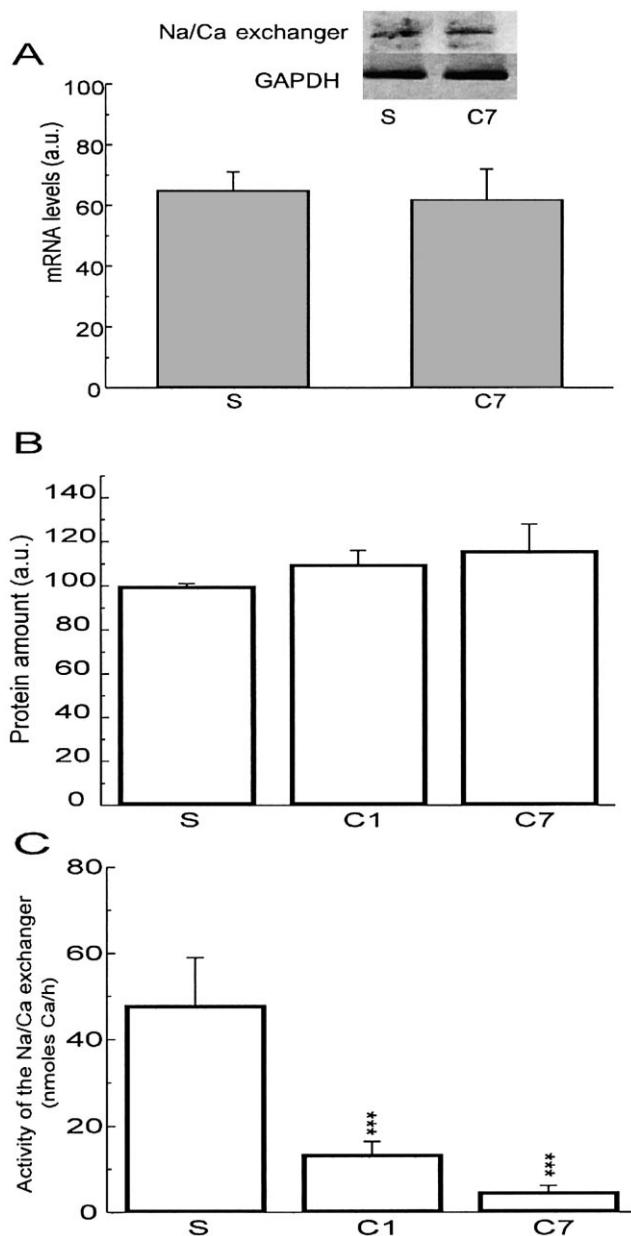 A
Na/Ca exchanger
GAPDH
S C7
mRNA levels (a.u.)
100
80
60
40
20
0
S C7
B
Protein amount (a.u.)
140
120
100
80
60
40
20
0
S C1 C7
C
Activity of the Na/Ca exchanger
(nmoles Ca/h)
80
60
40
20
0
***
***
S C1 C7